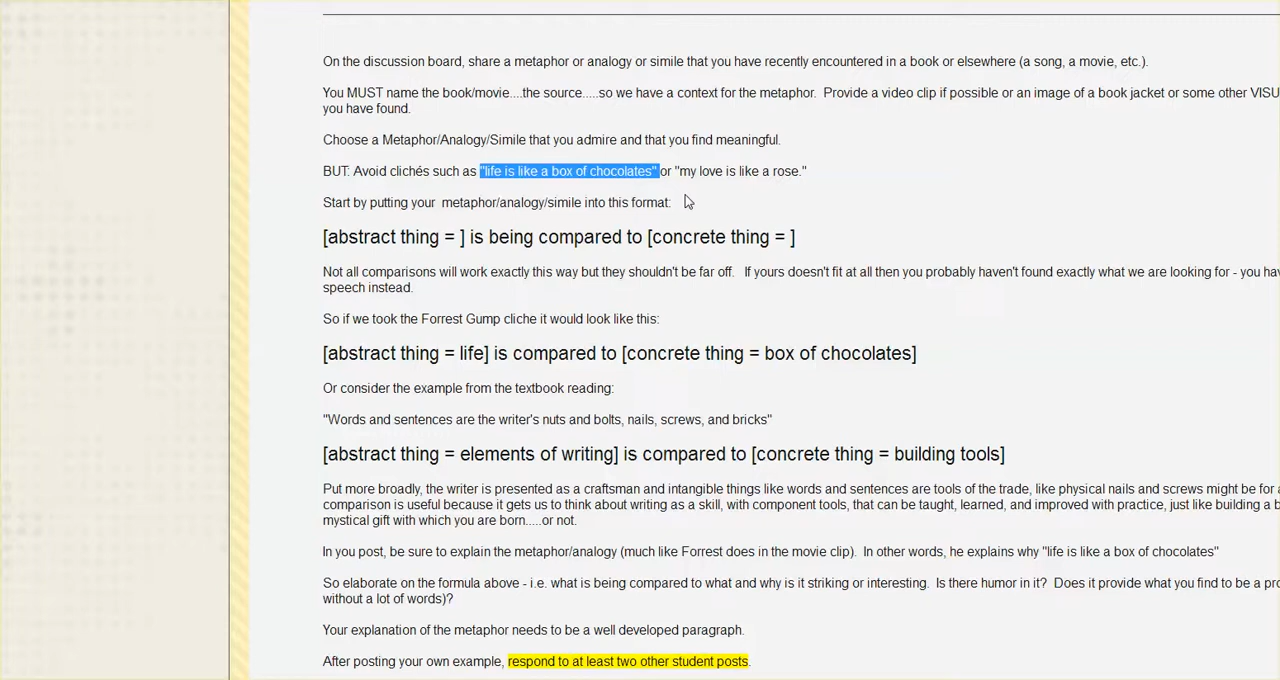 On the discussion board, share a metaphor or analogy or simile that you have recently encountered in a book or elsewhere (a song, a movie, etc.).
You MUST name the book/movie....the source.....so we have a context for the metaphor.  Provide a video clip if possible or an image of a book jacket or some other VISU
you have found.
Choose a Metaphor/Analogy/Simile that you admire and that you find meaningful.
BUT: Avoid clichés such as "life is like a box of chocolates" or "my love is like a rose."
Start by putting your  metaphor/analogy/simile into this format:
[abstract thing = ] is being compared to [concrete thing = ]
Not all comparisons will work exactly this way but they shouldn't be far off.   If yours doesn't fit at all then you probably haven't found exactly what we are looking for - you hav
speech instead.
So if we took the Forrest Gump cliche it would look like this:
[abstract thing = life] is compared to [concrete thing = box of chocolates]
Or consider the example from the textbook reading:
"Words and sentences are the writer's nuts and bolts, nails, screws, and bricks"
[abstract thing = elements of writing] is compared to [concrete thing = building tools]
Put more broadly, the writer is presented as a craftsman and intangible things like words and sentences are tools of the trade, like physical nails and screws might be for a
comparison is useful because it gets us to think about writing as a skill, with component tools, that can be taught, learned, and improved with practice, just like building a b
mystical gift with which you are born.....or not.
In you post, be sure to explain the metaphor/analogy (much like Forrest does in the movie clip).  In other words, he explains why "life is like a box of chocolates"
So elaborate on the formula above - i.e. what is being compared to what and why is it striking or interesting.  Is there humor in it?  Does it provide what you find to be a pro
without a lot of words)?
Your explanation of the metaphor needs to be a well developed paragraph.
After posting your own example, respond to at least two other student posts.